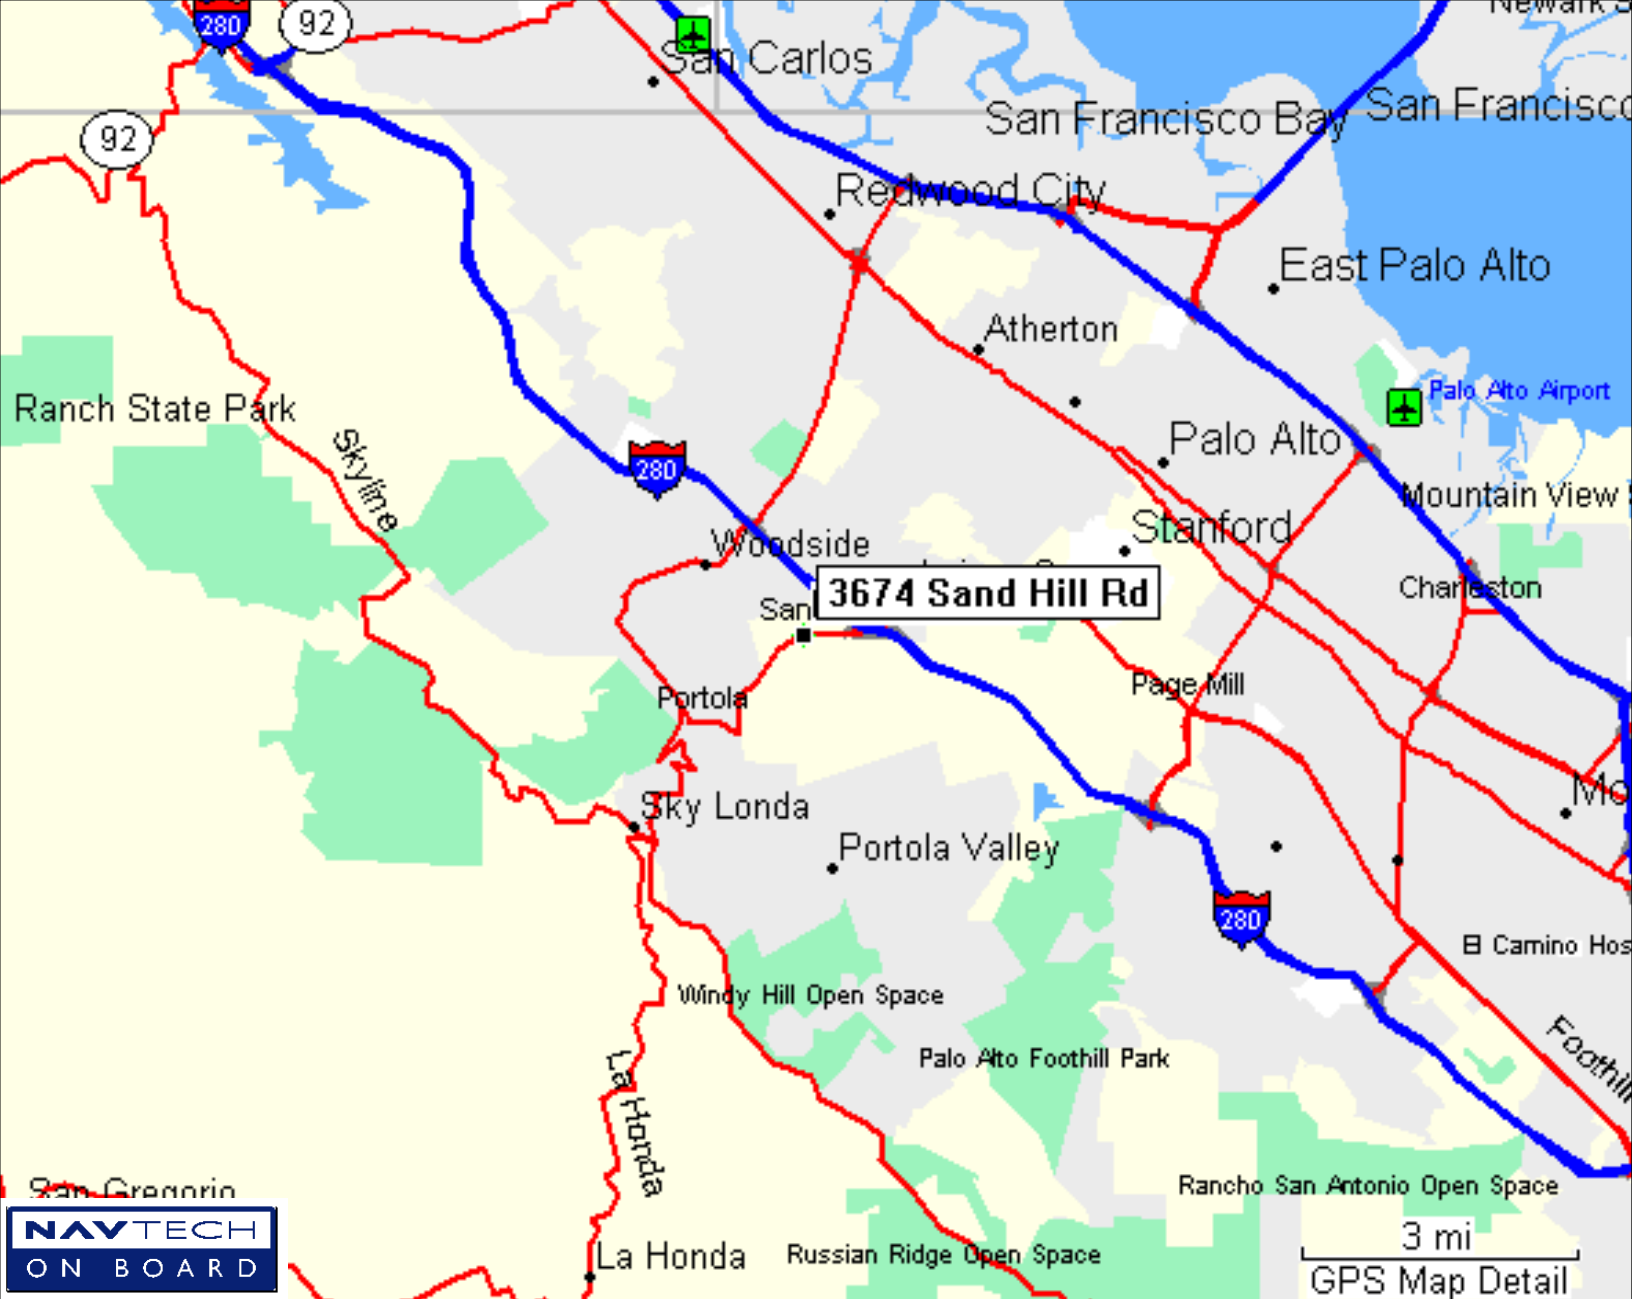 Newark
280
92
San Carlos
San Francisco Bay
San Francisco
92
Redwood City
East Palo Alto
Atherton
Palo Alto Airport
Ranch State Park
Palo Alto
Skyline
280
Mountain View
Stanford
Woodside
Charleston
3674 Sand Hill Rd
San
Page Mill
Portola
Mo
Sky Londa
Portola Valley
280
Camino Hos
Windy Hill Open Space
Foothill
Palo Alto Foothill Park
La Honda
San Gregorio
Rancho San Antonio Open Space
NAVTECH
ON BOARD
La Honda
Russian Ridge Open Space
3 mi
GPS Map Detail